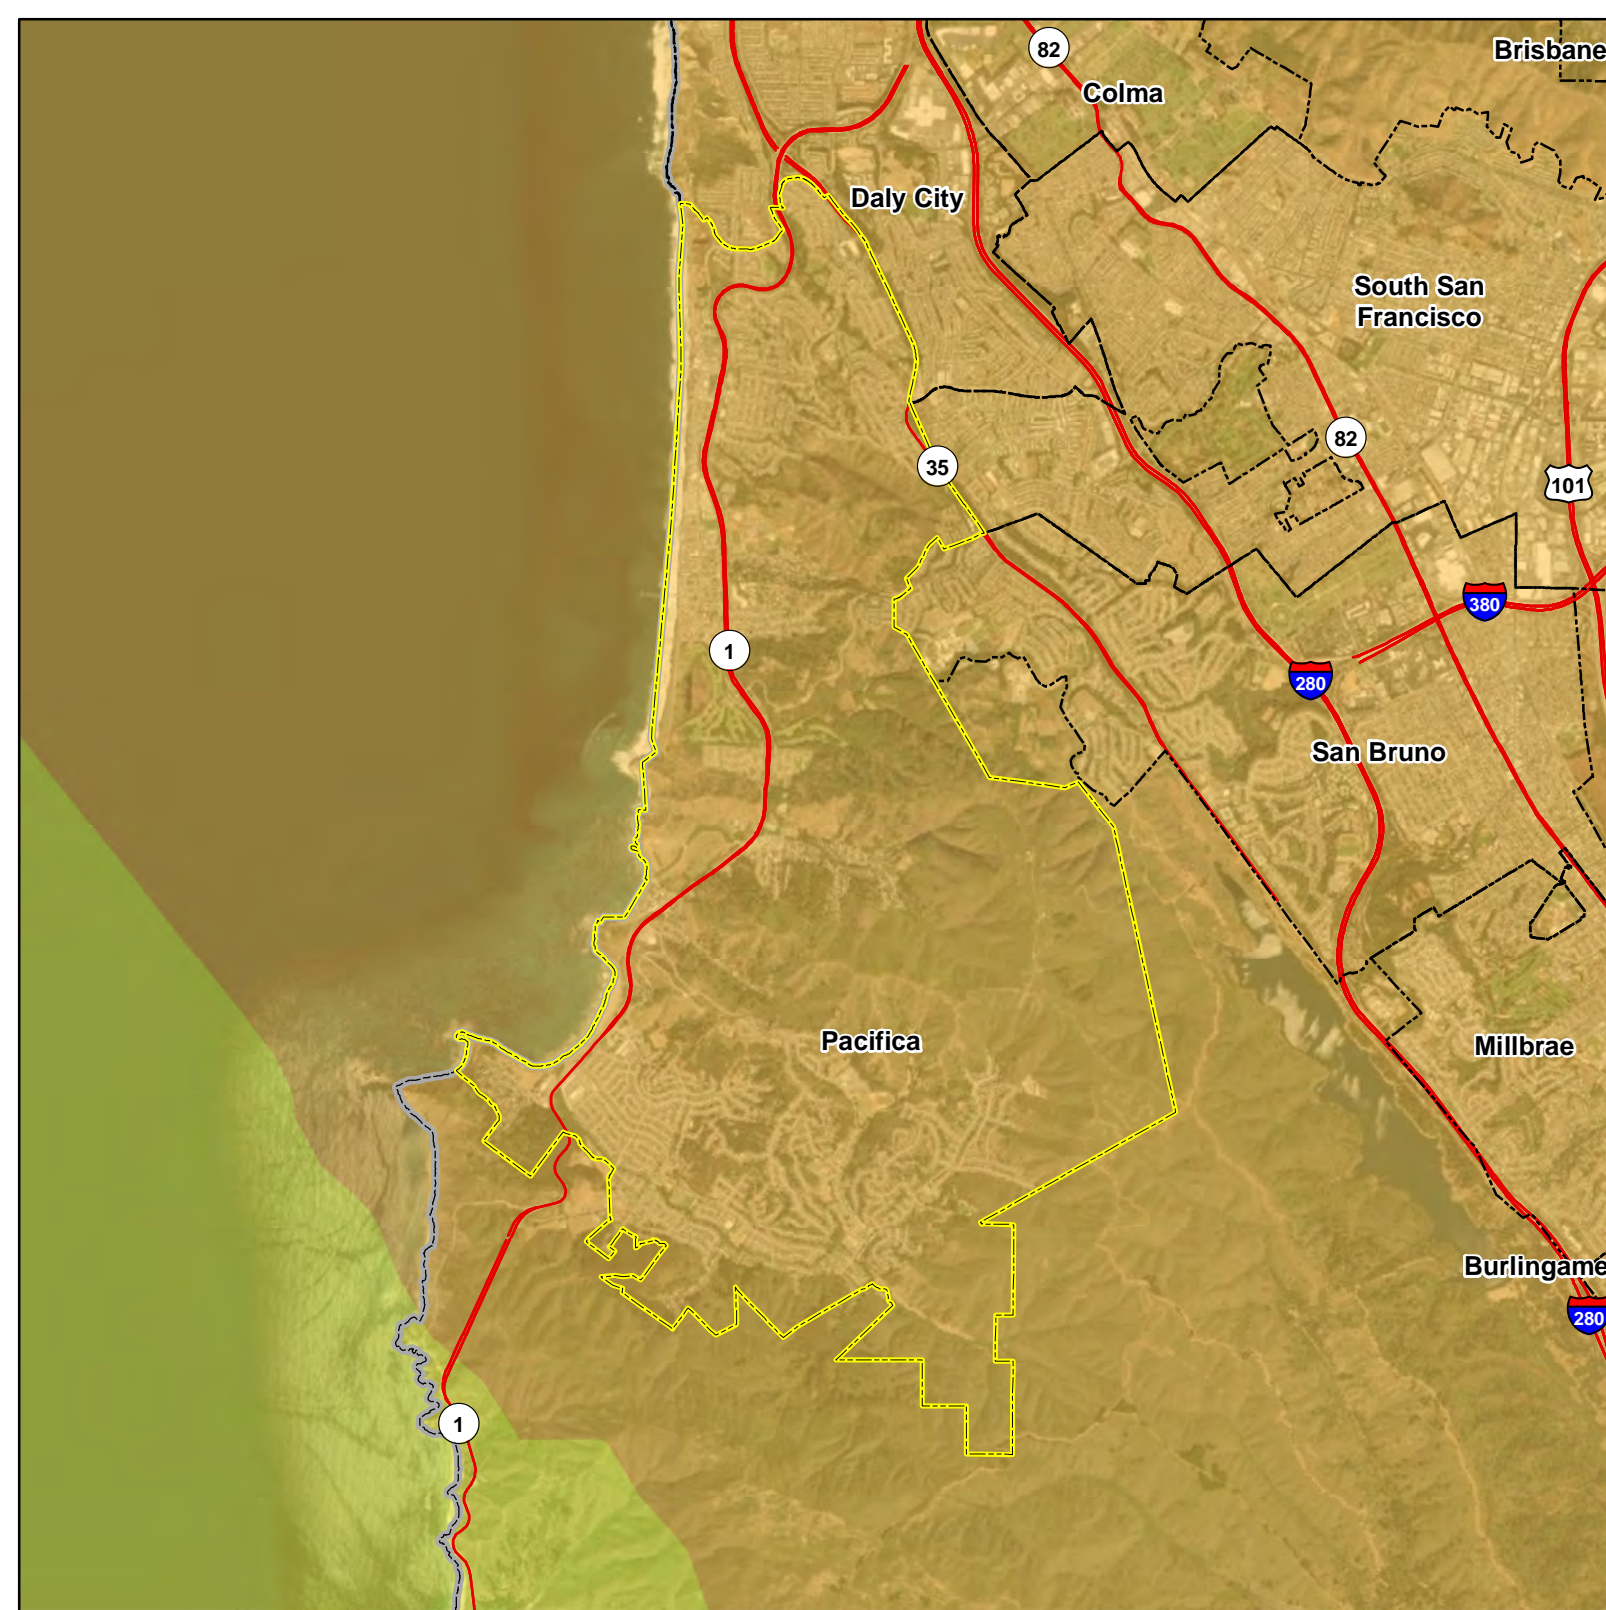 82
Brisbane
Colma
Daly City
South San
Francisco
82
35
101
380
1
280
San Bruno
Pacifica
Millbrae
Burlingame
280
1